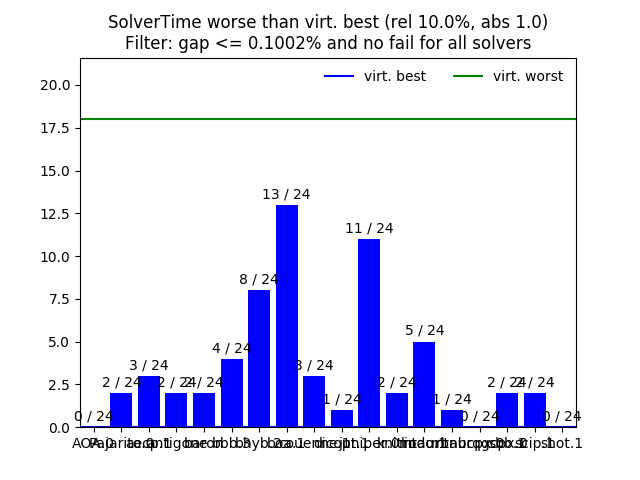 SolverTime worse than virt. best (rel 10.0%, abs 1.0)
Filter: gap <= 0.1002% and no fail for all solvers
virt. best
virt. worst
20.0
17.5
15.0
12.5
10.0
7.5
5.0
2.5
0.0
0 / 24
2 / 24
3 / 24
2 / 24
2 / 24
4 / 24
8 / 24
13 / 24
3 / 24
1 / 24
11 / 24
2 / 24
5 / 24
1 / 24
0 / 24
2 / 24
2 / 24
0 / 24